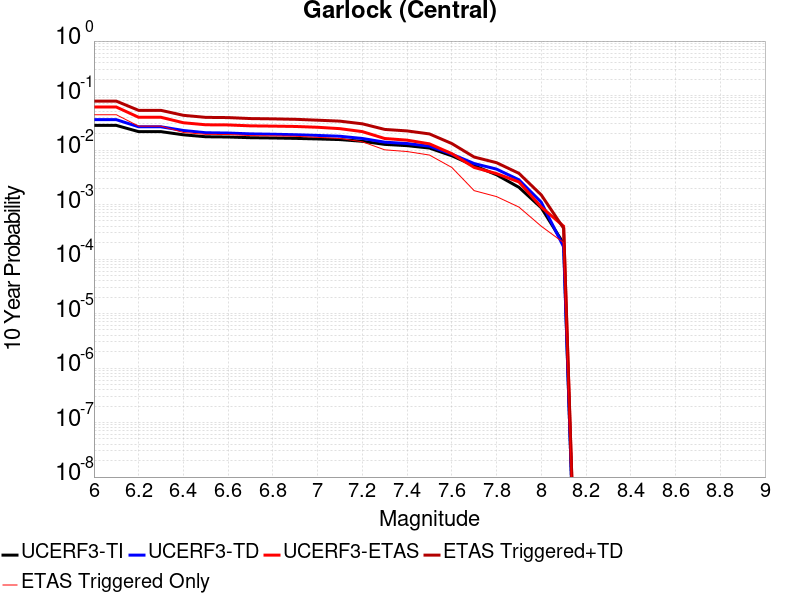 Garlock (Central)
10^0
10^-1
10^-2
10^-3
10^-4
10^-5
10^-6
10^-7
10^-8
10 Year Probability
6 6.2 6.4 6.6 6.8 7 7.2 7.4 7.6 7.8 8 8.2 8.4 8.6 8.8 9
Magnitude
UCERF3-TI UCERF3-TD UCERF3-ETAS ETAS Triggered+TD
ETAS Triggered Only